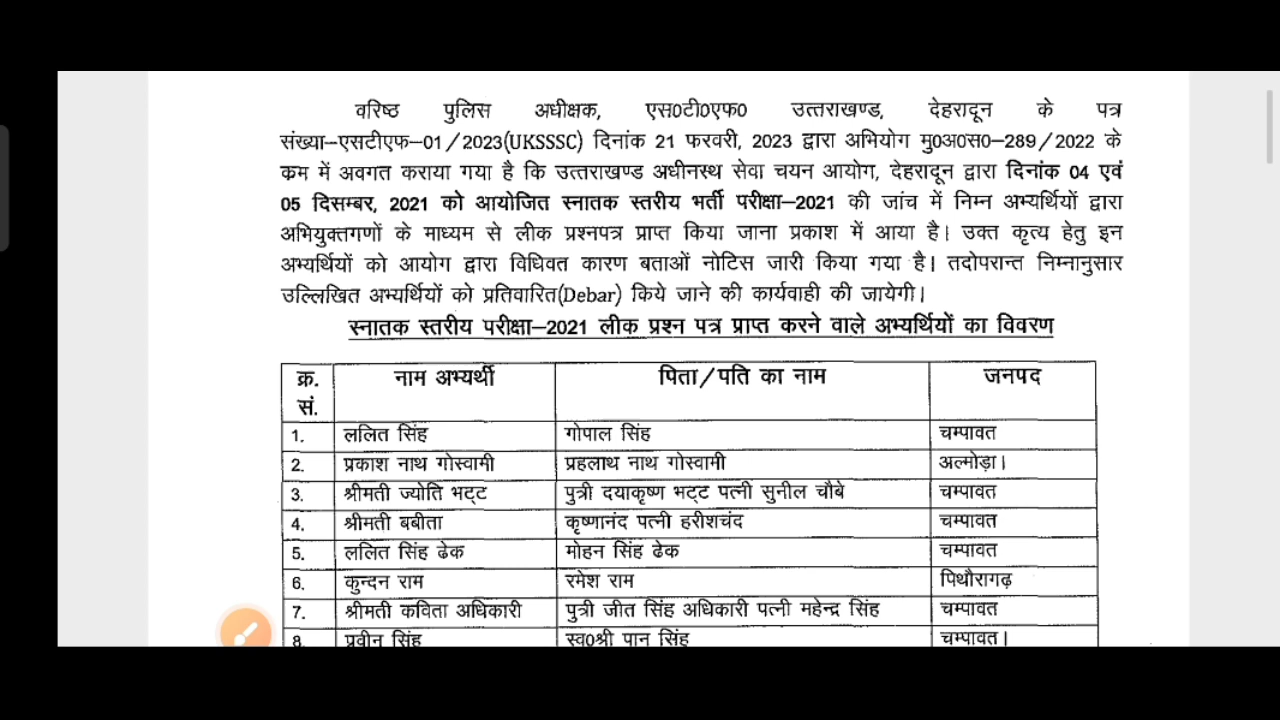 वरिष्ठ पुलिस अधीक्षक, एस0टी0एफ0 उत्तराखण्ड, देहरादून के पत्र
संख्या–एसटीएफ–01/2023(UKSSSC) दिनांक 21 फरवरी, 2023 द्वारा अभियोग मु0अ0स0–289/2022 के
क्रम में अवगत कराया गया है कि उत्तराखण्ड अधीनस्थ सेवा चयन आयोग, देहरादून द्वारा दिनांक 04 एवं
05 दिसम्बर, 2021 को आयोजित स्नातक स्तरीय भर्ती परीक्षा–2021 की जांच में निम्न अभ्यर्थियों द्वारा
अभियुक्तगणों के माध्यम से लीक प्रश्नपत्र प्राप्त किया जाना प्रकाश में आया है। उक्त कृत्य हेतु इन
अभ्यर्थियों को आयोग द्वारा विधिवत कारण बताओं नोटिस जारी किया गया है। तदोपरान्त निम्नानुसार
उल्लिखित अभ्यर्थियों को प्रतिवारित(Debar) किये जाने की कार्यवाही की जायेगी।
स्नातक स्तरीय परीक्षा–2021 लीक प्रश्न पत्र प्राप्त करने वाले अभ्यर्थियों का विवरण
क्र. सं. नाम अभ्यर्थी पिता/पति का नाम जनपद
1. ललित सिंह गोपाल सिंह चम्पावत
2. प्रकाश नाथ गोस्वामी प्रहलाथ नाथ गोस्वामी अल्मोड़ा।
3. श्रीमती ज्योति भट्ट पुत्री दयाकृष्ण भट्ट पत्नी सुनील चौबे चम्पावत
4. श्रीमती बबीता कृष्णानंद पत्नी हरीशचंद चम्पावत
5. ललित सिंह ढेक मोहन सिंह ढेक चम्पावत
6. कुन्दन राम रमेश राम पिथौरागढ़
7. श्रीमती कविता अधिकारी पुत्री जीत सिंह अधिकारी पत्नी महेन्द्र सिंह चम्पावत
8. प्रवीन सिंह स्व0श्री पान सिंह चम्पावत।